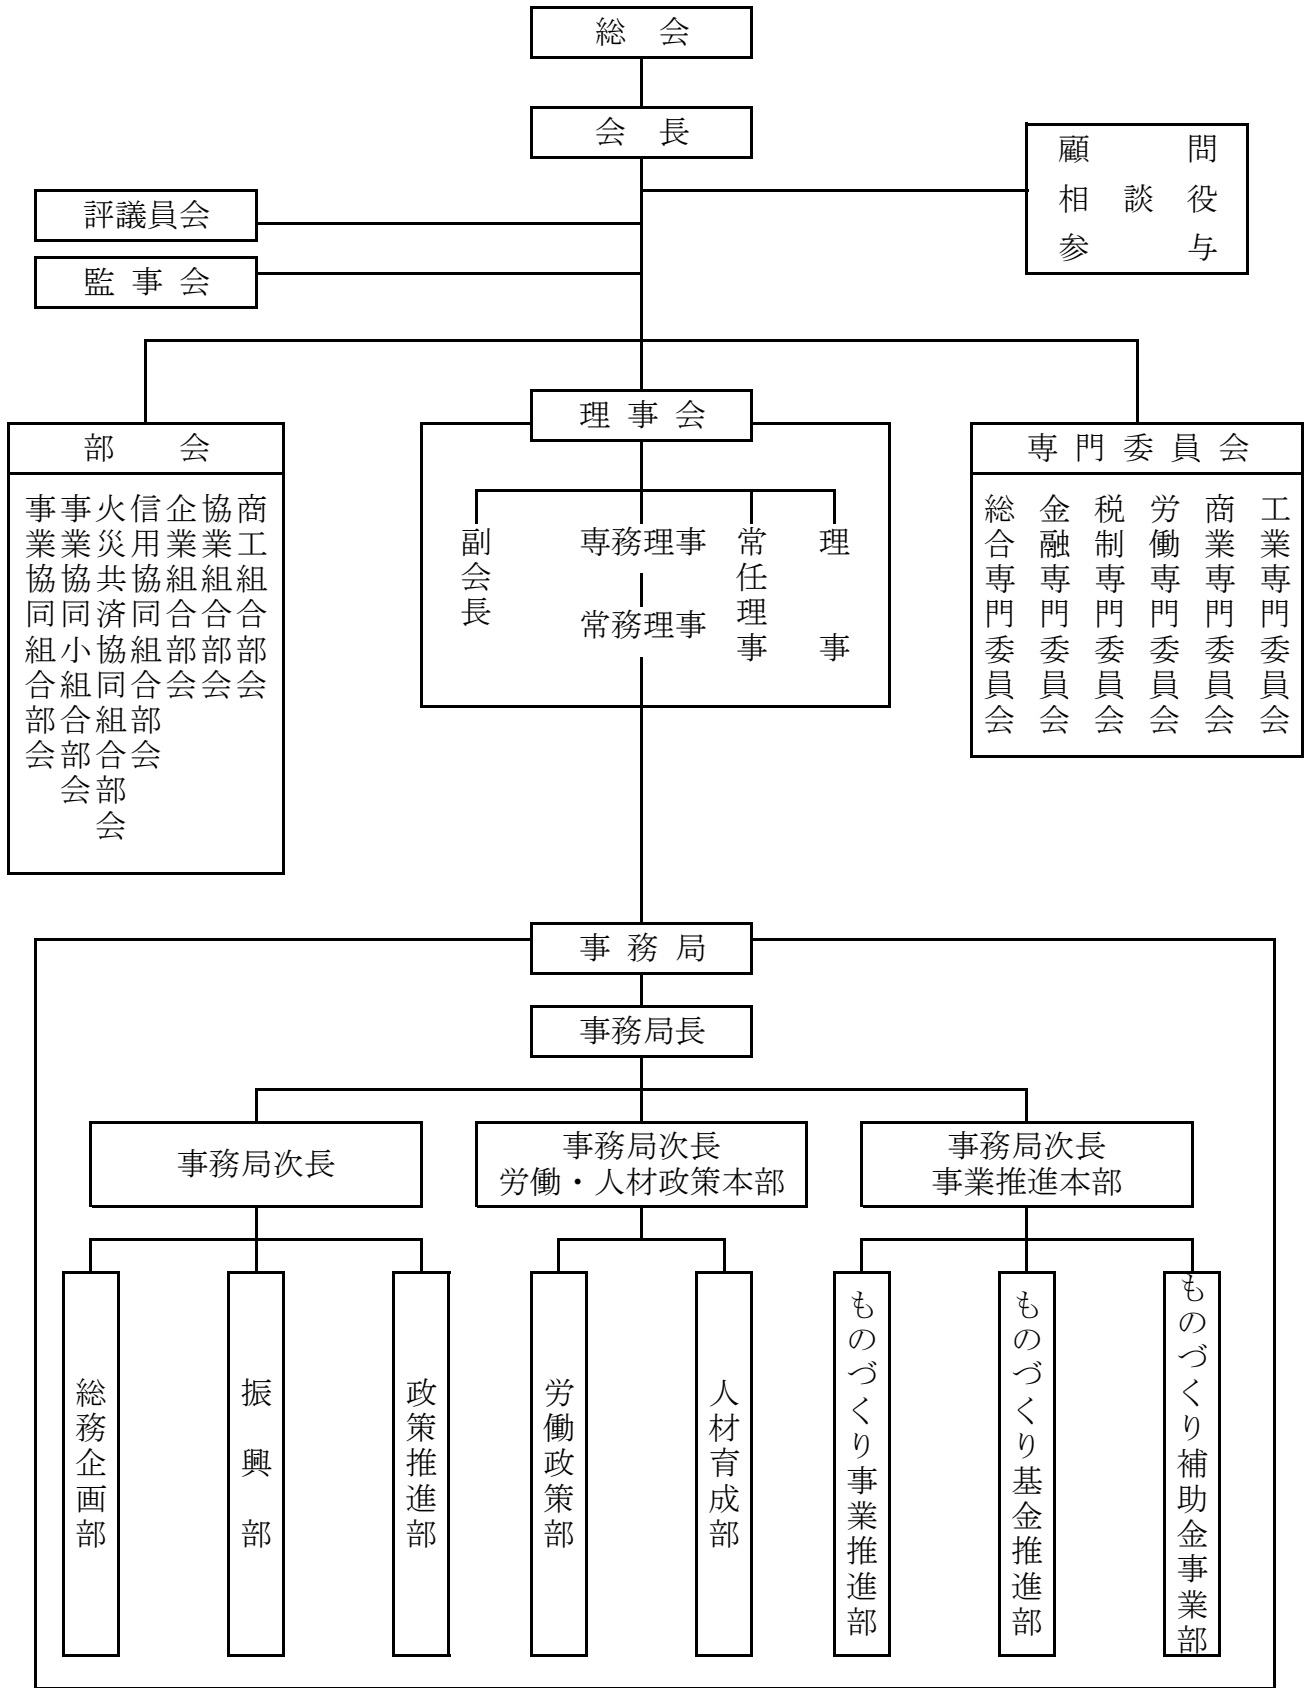 総　会
会　長
顧　　　問
相　談　役
参　　　与
評議員会
監 事 会
理 事 会
部　　会
事業協同組合部会
事業協同小組合部会
火災共済協同組合部会
信用協同組合部会
企業組合部会
協業組合部会
商工組合部会
副会長
専務理事
常務理事
常任理事
理　　事
専 門 委 員 会
総合専門委員会
金融専門委員会
税制専門委員会
労働専門委員会
商業専門委員会
工業専門委員会
事 務 局
事務局長
事務局次長
事務局次長
労働・人材政策本部
事務局次長
事業推進本部
総務企画部
振　興　部
政策推進部
労働政策部
人材育成部
ものづくり事業推進部
ものづくり基金推進部
ものづくり補助金事業部